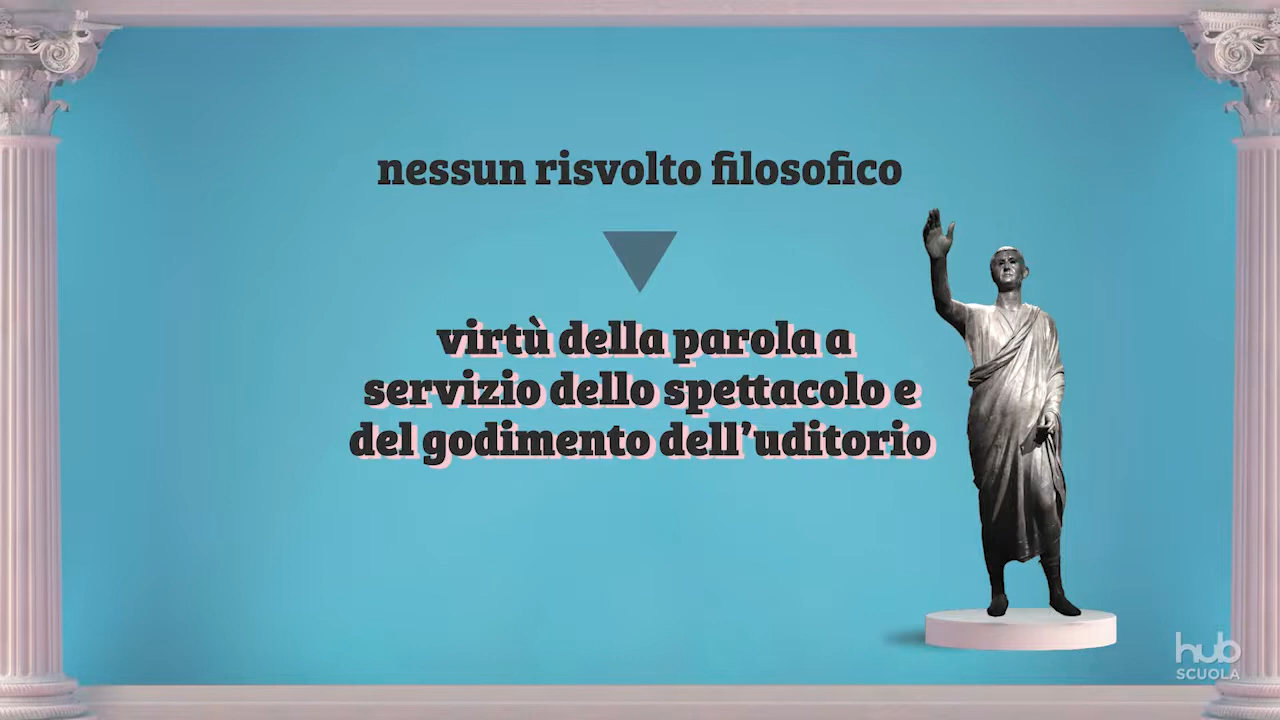 nessun risvolto filosofico
virtù della parola a
servizio dello spettacolo e
del godimento dell’uditorio
hub
SCUOLA